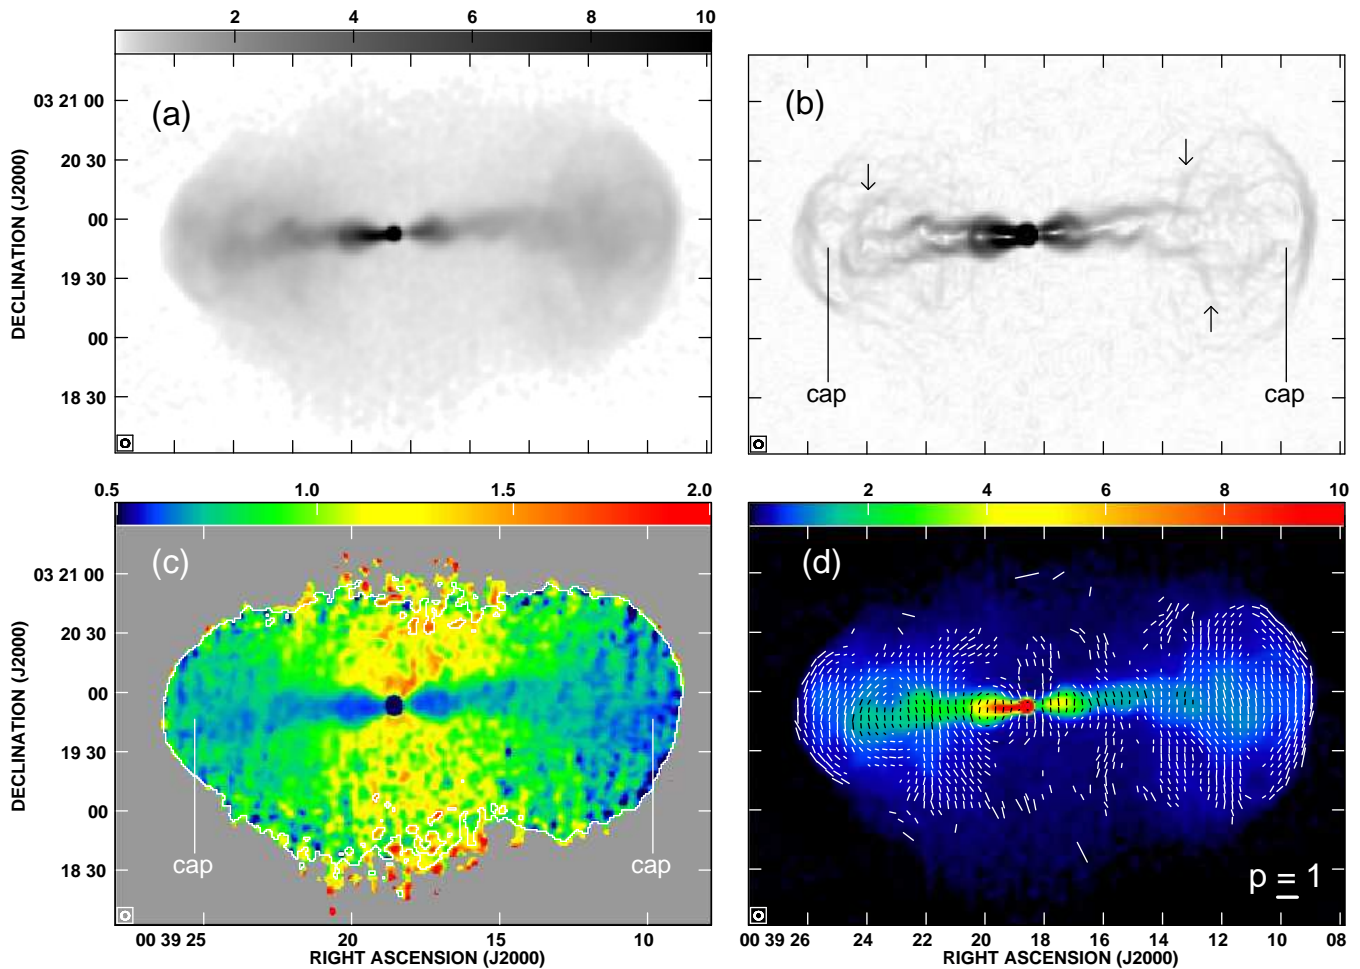 2 4 6 8 10
(a)
03 21 00
20 30
00
19 30
00
18 30
DECLINATION (J2000)
(b)
cap
cap
0.5 1.0 1.5 2.0
(c)
03 21 00
20 30
00
19 30
00
18 30
DECLINATION (J2000)
cap
cap
00 39 25 20 15 10
RIGHT ASCENSION (J2000)
2 4 6 8 10
(d)
p = 1
00 39 26 24 22 20 18 16 14 12 10 08
RIGHT ASCENSION (J2000)